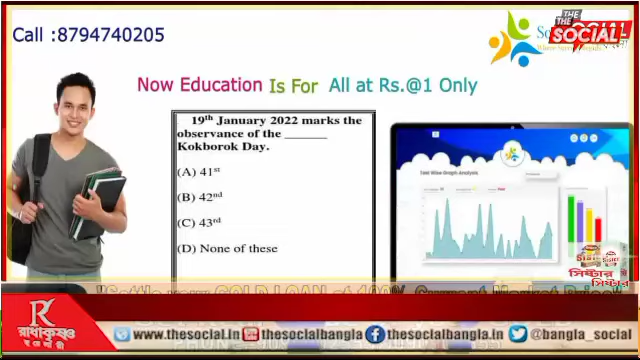 Call :8794740205
THE
THE
SOCIAL
Now Education Is For All at Rs.@1 Only
19th January 2022 marks the
observance of the _______
Kokborok Day.
(A) 41st
(B) 42nd
(C) 43rd
(D) None of these
Test Wise Graph Analysis
সিস্টার
সিস্টার
রাধাকৃষ্ণ
www.thesocial.in
thesocialbangla
thesocialbangla.in
@bangla_social